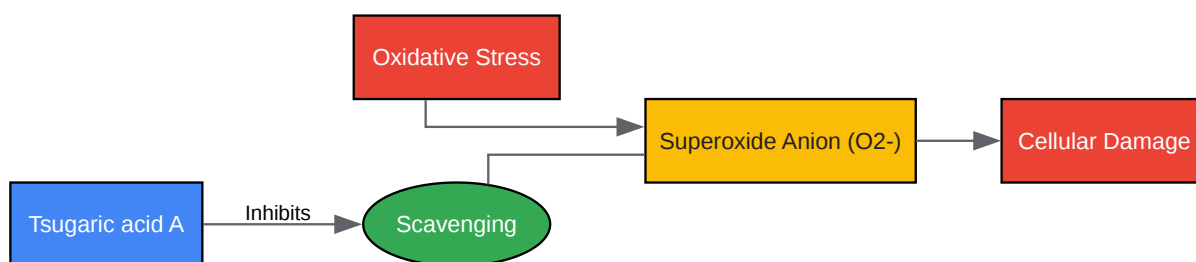 Oxidative Stress
Superoxide Anion (O2-)
Cellular Damage
Tsugaric acid A
Inhibits
Scavenging